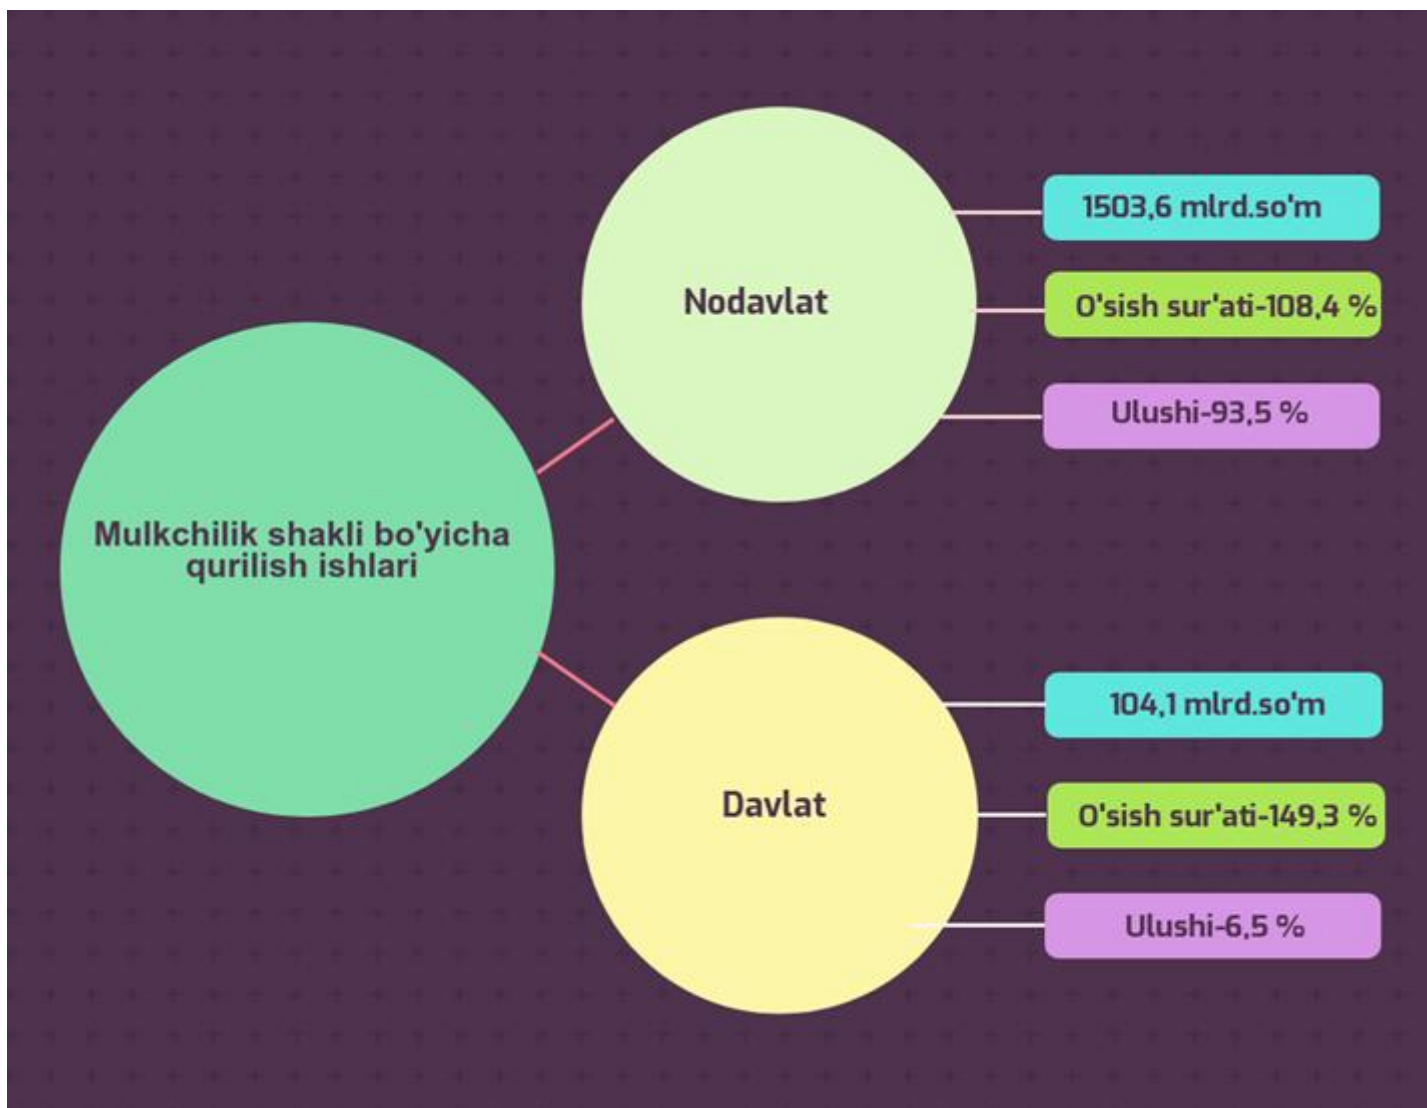 Mulkchilik shakli bo'yicha
qurilish ishlari
Nodavlat
1503,6 mlrd.so'm
O'sish sur'ati-108,4 %
Ulushi-93,5 %
Davlat
104,1 mlrd.so'm
O'sish sur'ati-149,3 %
Ulushi-6,5 %